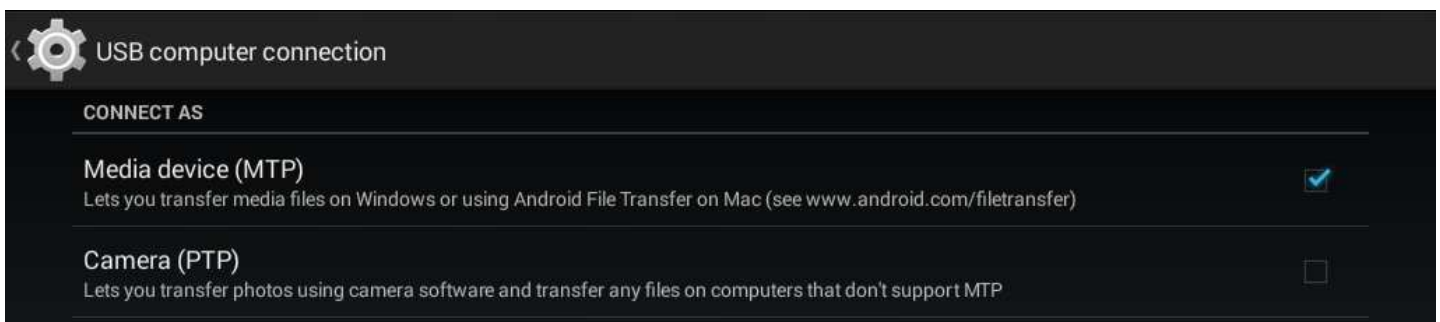 USB computer connection
CONNECT AS
Media device (MTP)
Lets you transfer media files on Windows or using Android File Transfer on Mac (see www.android.com/filetransfer)
Camera (PTP)
Lets you transfer photos using camera software and transfer any files on computers that don't support MTP